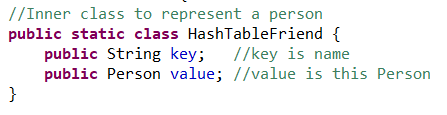 //Inner class to represent a person
public static class HashTableFriend {
    public String key;   //key is name
    public Person value; //value is this Person
}